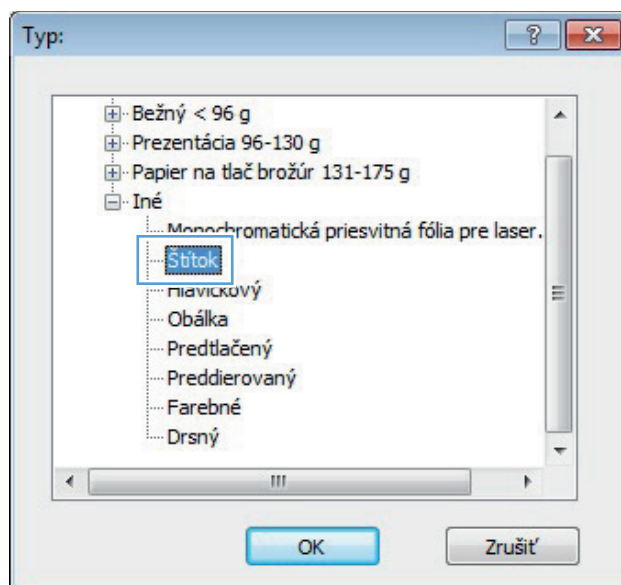 Typ:
Bežný < 96 g
Prezentácia 96-130 g
Papier na tlač brožúr 131-175 g
Iné
Monochromatická priesvitná fólia pre laser.
Štítok
Hlavičkový
Obálka
Predtlačený
Preddierovaný
Farebné
Drsný
OK
Zrušiť